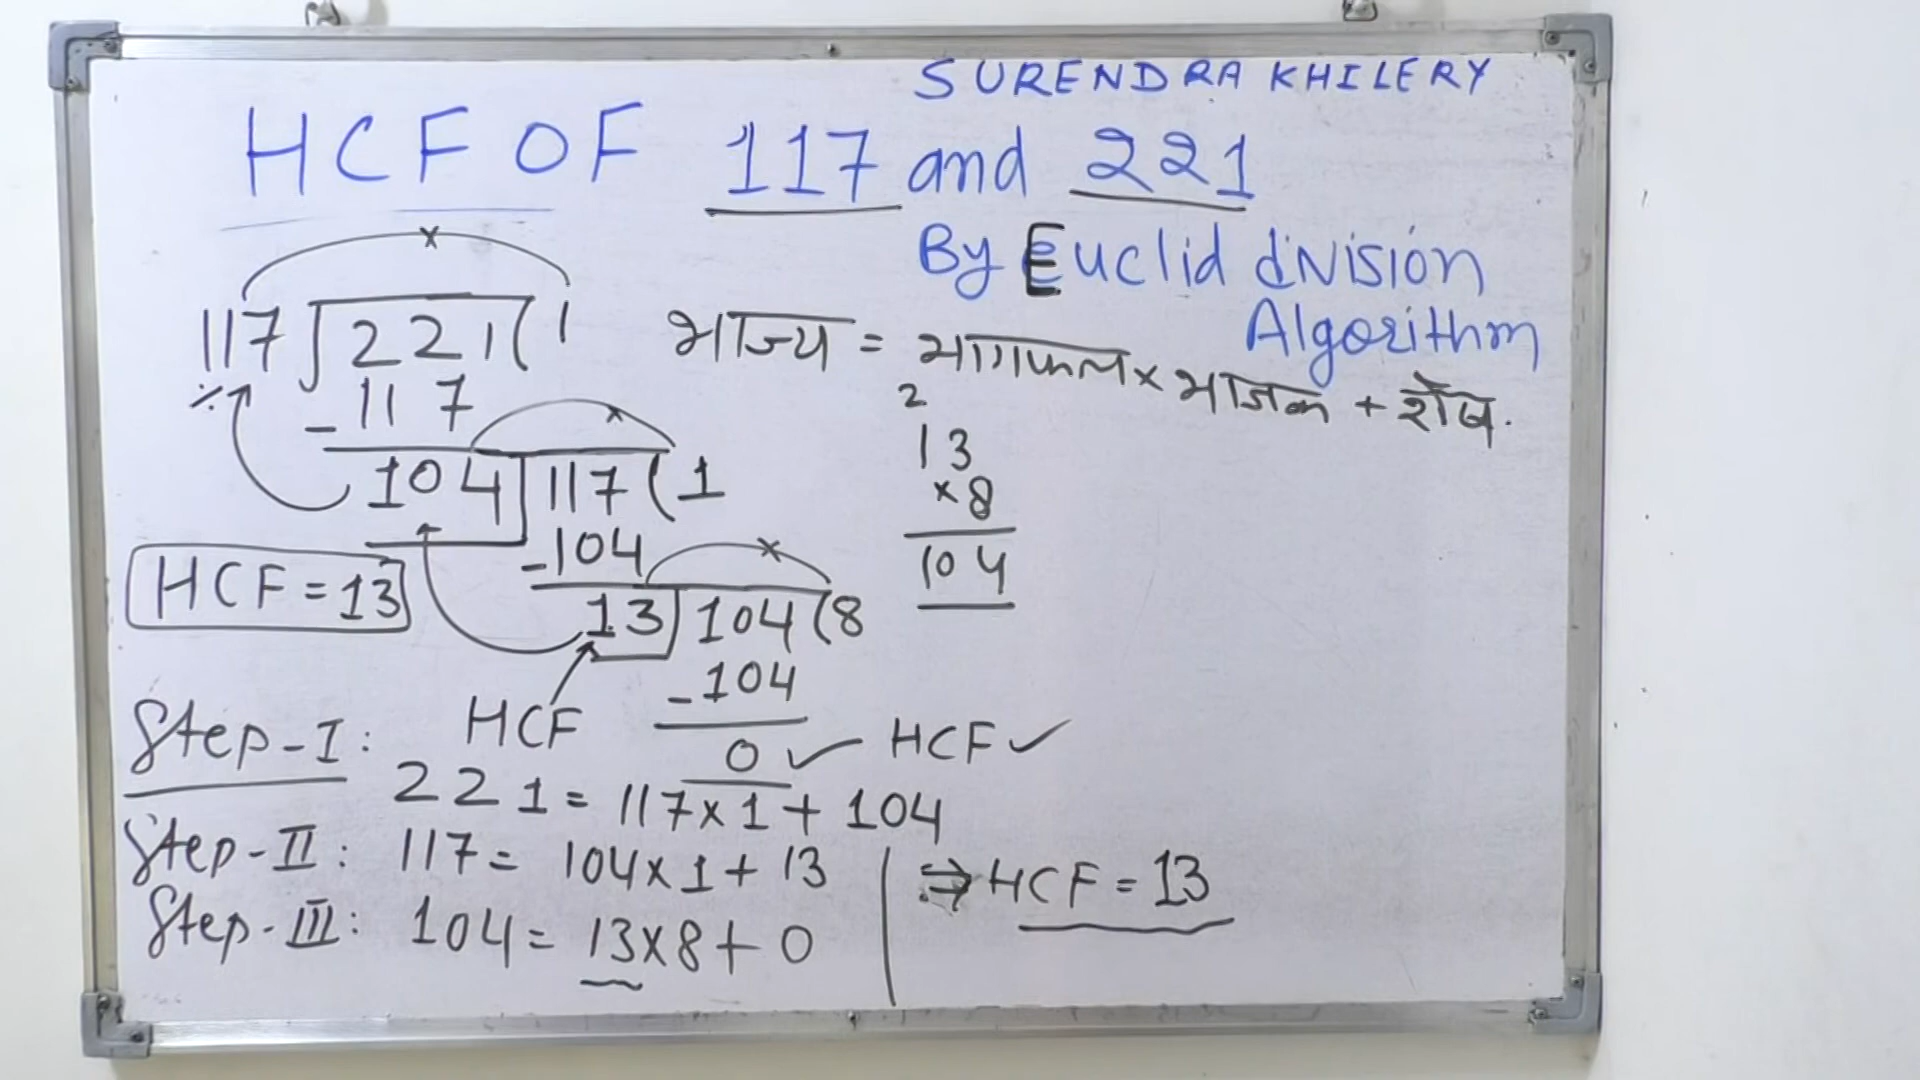 SURENDRA KHILERY
HCF OF 117 and 221
By Euclid division
Algorithm
117 ) 221 ( 1
भाज्य = भागफल × भाजक + शेष.
- 117
104 ) 117 ( 1
- 104
13 ) 104 ( 8
- 104
0 ✓ HCF ✓
2
13
×8
104
HCF = 13
HCF
Step-I:
221 = 117×1 + 104
Step-II: 117 = 104×1 + 13
Step-III: 104 = 13×8 + 0
⇒ HCF = 13